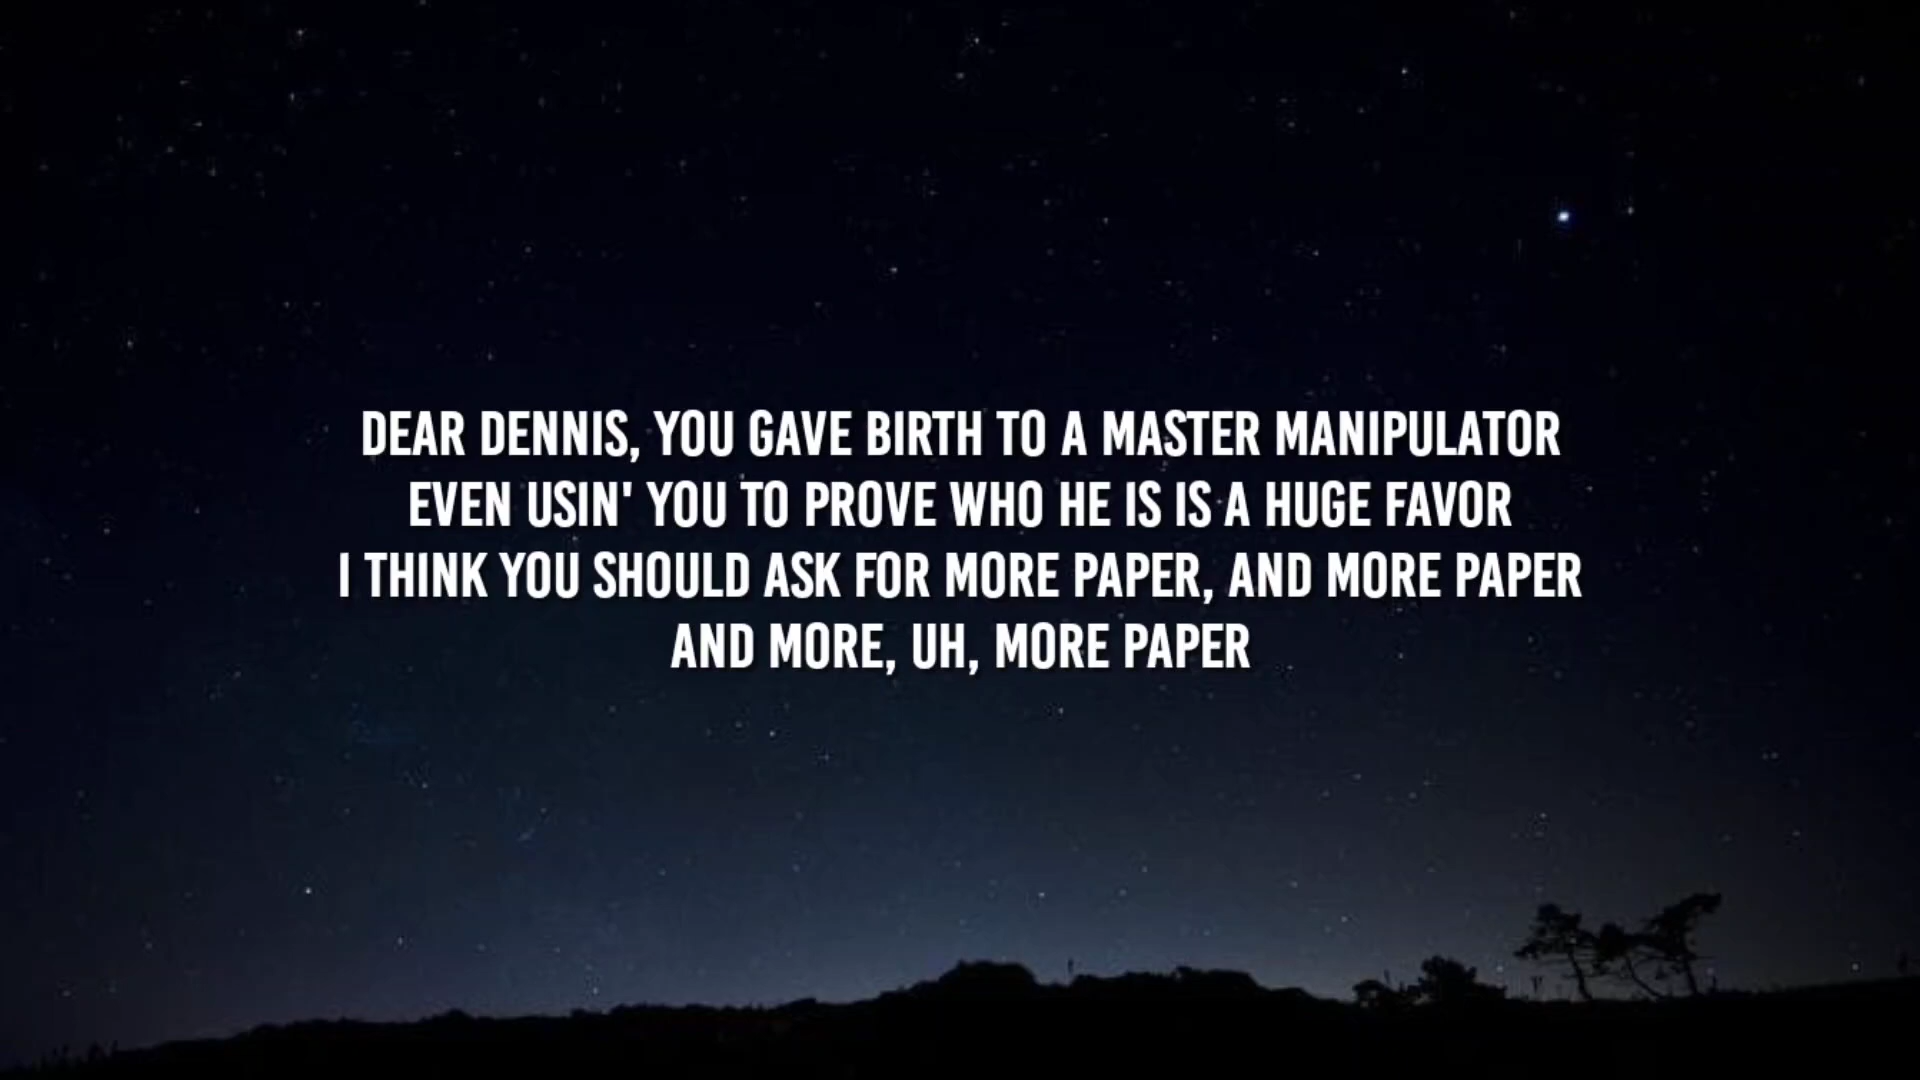 DEAR DENNIS, YOU GAVE BIRTH TO A MASTER MANIPULATOR
EVEN USIN' YOU TO PROVE WHO HE IS IS A HUGE FAVOR
I THINK YOU SHOULD ASK FOR MORE PAPER, AND MORE PAPER
AND MORE, UH, MORE PAPER